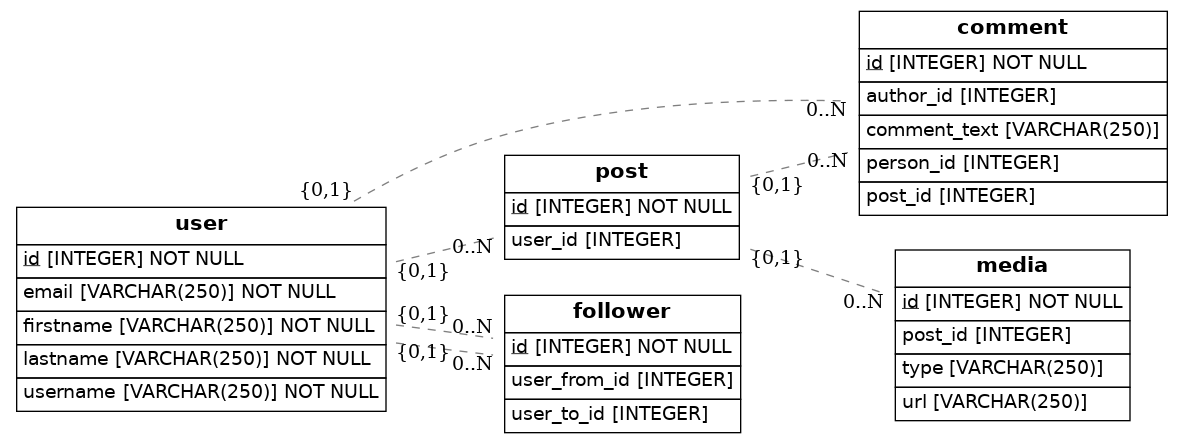 comment
id [INTEGER] NOT NULL
author_id [INTEGER]
comment_text [VARCHAR(250)]
person_id [INTEGER]
post_id [INTEGER]
0..N
0..N
post
id [INTEGER] NOT NULL
user_id [INTEGER]
{0,1}
{0,1}
{0,1}
user
id [INTEGER] NOT NULL
email [VARCHAR(250)] NOT NULL
firstname [VARCHAR(250)] NOT NULL
lastname [VARCHAR(250)] NOT NULL
username [VARCHAR(250)] NOT NULL
0..N
{0,1}
{0,1}
0..N
{0,1}
0..N
follower
id [INTEGER] NOT NULL
user_from_id [INTEGER]
user_to_id [INTEGER]
0..N
media
id [INTEGER] NOT NULL
post_id [INTEGER]
type [VARCHAR(250)]
url [VARCHAR(250)]